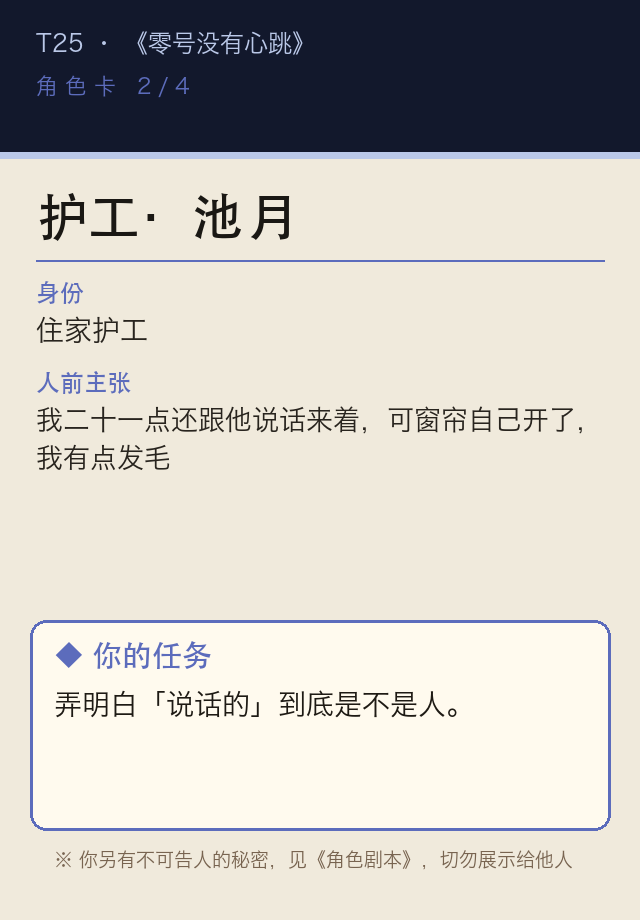 T25 · 《零号没有心跳》
角色卡 2/4
护工· 池月
身份
住家护工
人前主张
我二十一点还跟他说话来着，可窗帘自己开了，
我有点发毛
◆ 你的任务
弄明白「说话的」到底是不是人。
※ 你另有不可告人的秘密，见《角色剧本》，切勿展示给他人